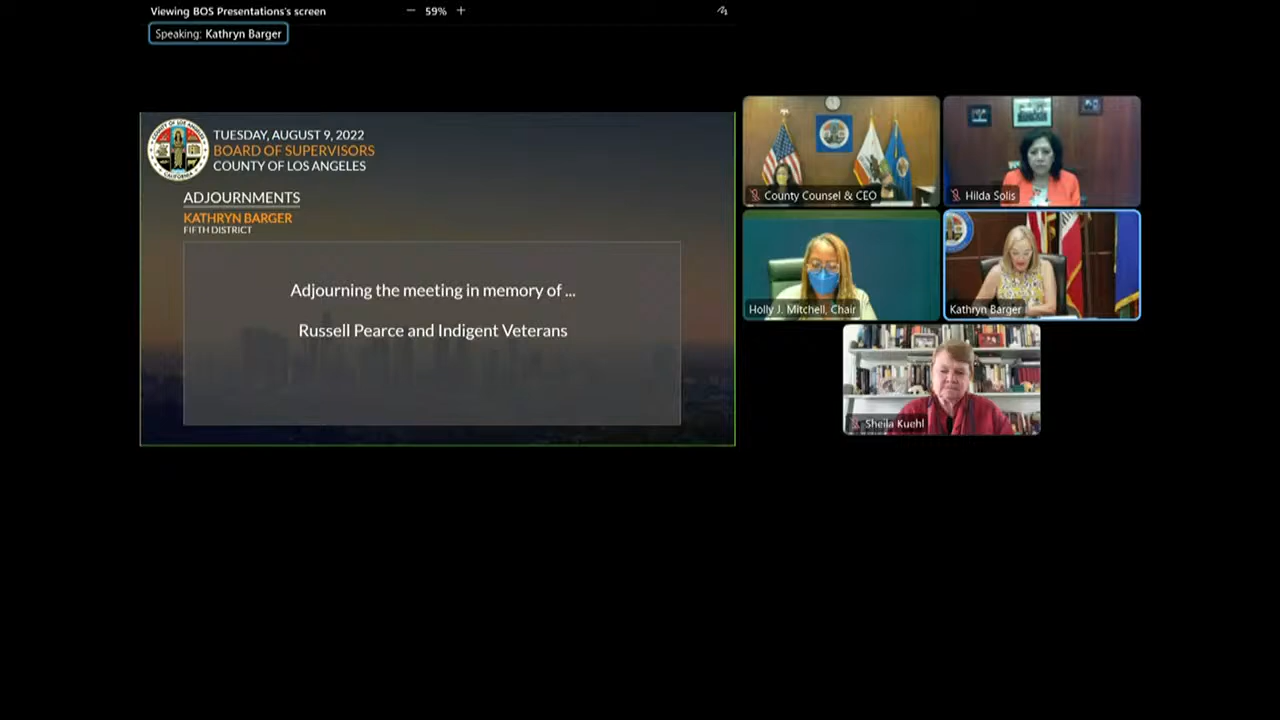 Viewing BOS Presentations's screen
59%
Speaking: Kathryn Barger
TUESDAY, AUGUST 9, 2022
BOARD OF SUPERVISORS
COUNTY OF LOS ANGELES
ADJOURNMENTS
KATHRYN BARGER
FIFTH DISTRICT
Adjourning the meeting in memory of ...
Russell Pearce and Indigent Veterans
County Counsel & CEO
Hilda Solis
Holly J. Mitchell, Chair
Kathryn Barger
Sheila Kuehl